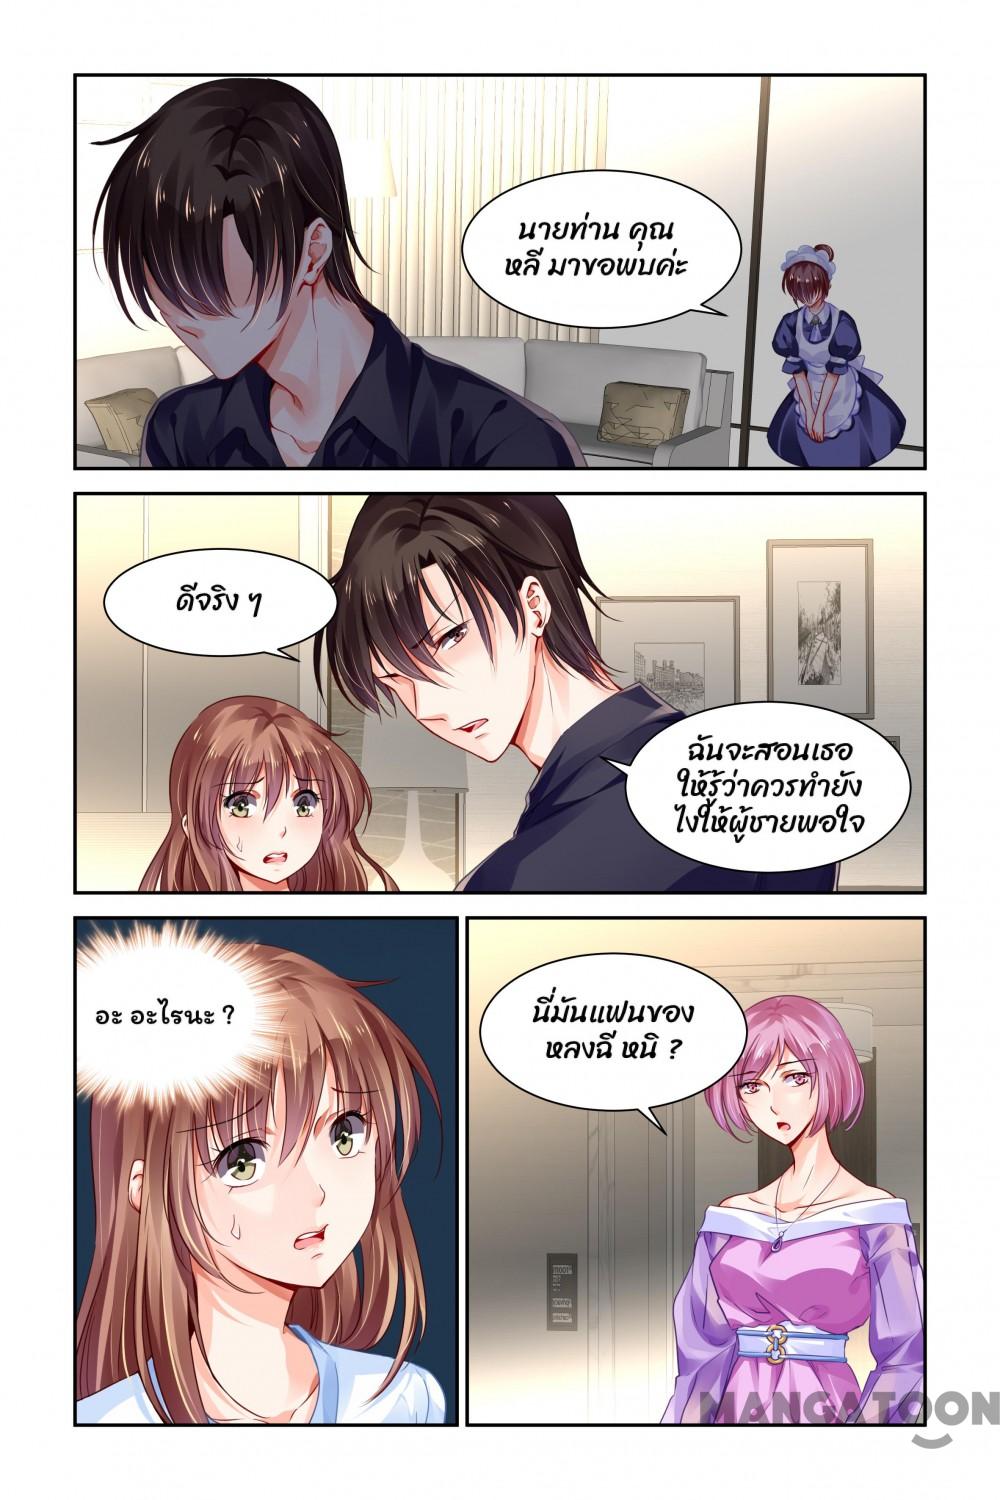 นายท่าน คุณ
หลี มาขอพบค่ะ
ดีจริง ๆ
ฉันจะสอนเธอ
ให้รู้ว่าควรทำยัง
ไงให้ผู้ชายพอใจ
อะ อะไรนะ ?
นี่มันแฟนของ
หลงฉี หนิ ?
MANGATOON